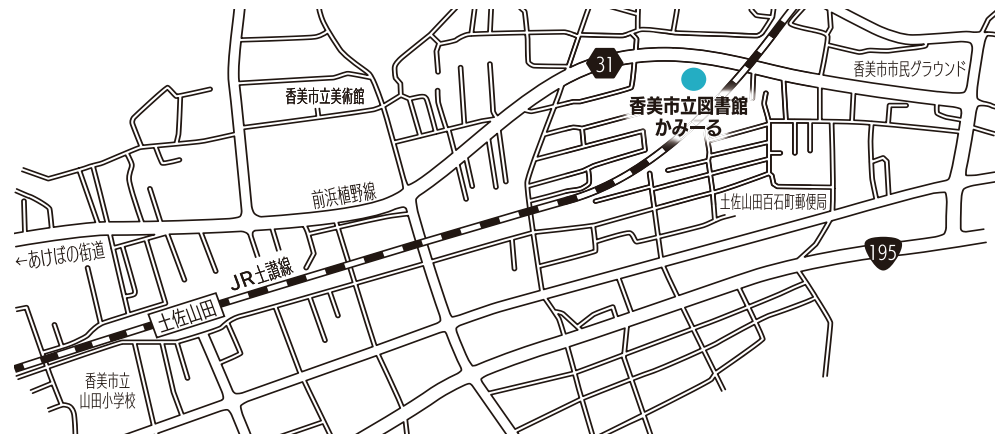 31
香美市市民グラウンド
香美市立美術館
香美市立図書館
かみーる
前浜植野線
土佐山田百石町郵便局
←あけぼの街道
195
JR土讃線
土佐山田
香美市立
山田小学校